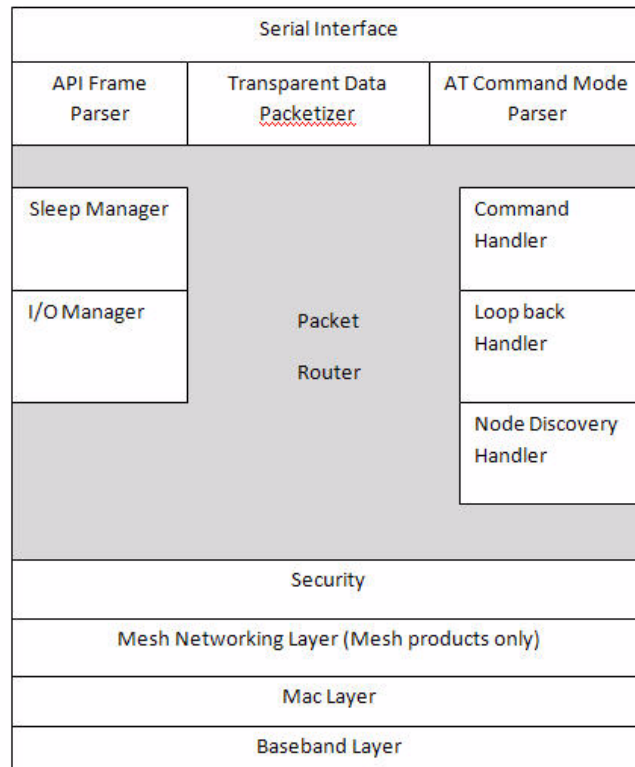 Serial Interface
API Frame
Parser
Transparent Data
Packetizer
AT Command Mode
Parser
Sleep Manager
I/O Manager
Packet
Router
Command
Handler
Loop back
Handler
Node Discovery
Handler
Security
Mesh Networking Layer (Mesh products only)
Mac Layer
Baseband Layer